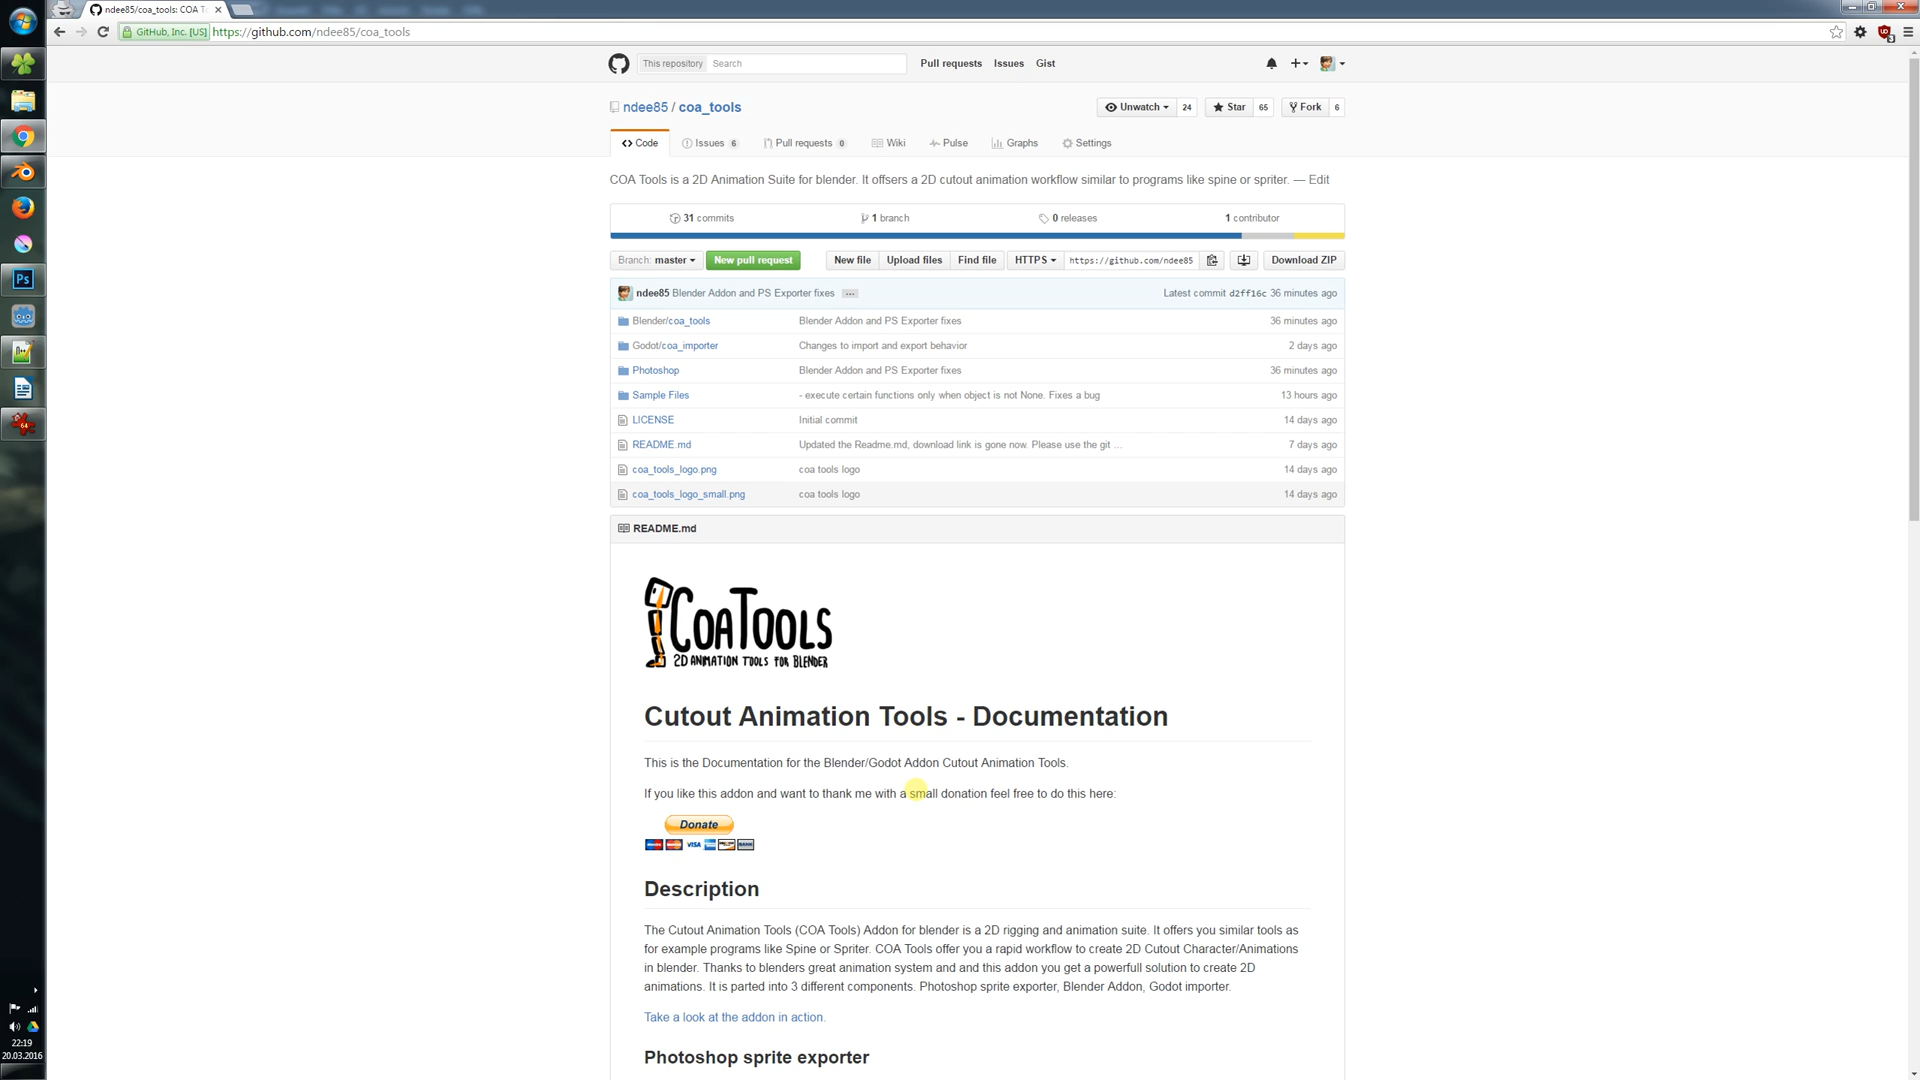 ndee85/coa_tools: COA T
GitHub, Inc. [US] https://github.com/ndee85/coa_tools
This repository Search Pull requests Issues Gist
ndee85 / coa_tools
Unwatch 24 Star 65 Fork 6
Code Issues 6 Pull requests 0 Wiki Pulse Graphs Settings
COA Tools is a 2D Animation Suite for blender. It offsers a 2D cutout animation workflow similar to programs like spine or spriter. — Edit
31 commits 1 branch 0 releases 1 contributor
Branch: master New pull request New file Upload files Find file HTTPS https://github.com/ndee85 Download ZIP
ndee85 Blender Addon and PS Exporter fixes ... Latest commit d2ff16c 36 minutes ago
Blender/coa_tools Blender Addon and PS Exporter fixes 36 minutes ago
Godot/coa_importer Changes to import and export behavior 2 days ago
Photoshop Blender Addon and PS Exporter fixes 36 minutes ago
Sample Files - execute certain functions only when object is not None. Fixes a bug 13 hours ago
LICENSE Initial commit 14 days ago
README.md Updated the Readme.md, download link is gone now. Please use the git ... 7 days ago
coa_tools_logo.png coa tools logo 14 days ago
coa_tools_logo_small.png coa tools logo 14 days ago
README.md
COATOOLS
2D ANIMATION TOOLS FOR BLENDER
Cutout Animation Tools - Documentation
This is the Documentation for the Blender/Godot Addon Cutout Animation Tools.
If you like this addon and want to thank me with a small donation feel free to do this here:
Donate
VISA BANK
Description
The Cutout Animation Tools (COA Tools) Addon for blender is a 2D rigging and animation suite. It offers you similar tools as
for example programs like Spine or Spriter. COA Tools offer you a rapid workflow to create 2D Cutout Character/Animations
in blender. Thanks to blenders great animation system and and this addon you get a powerfull solution to create 2D
animations. It is parted into 3 different components. Photoshop sprite exporter, Blender Addon, Godot importer.
Take a look at the addon in action.
Photoshop sprite exporter
Ps
64
22:19
20.03.2016